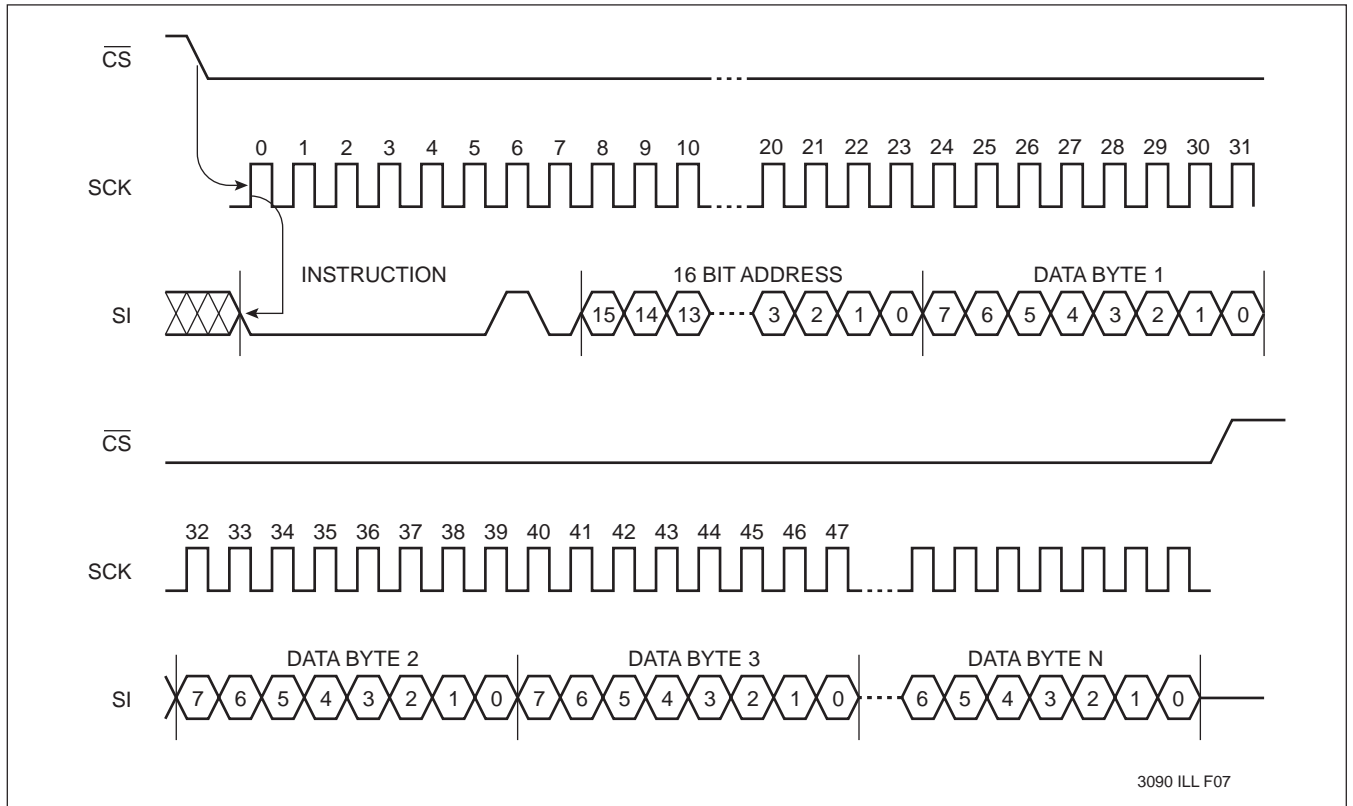 CS
0 1 2 3 4 5 6 7 8 9 10 20 21 22 23 24 25 26 27 28 29 30 31
SCK
INSTRUCTION 16 BIT ADDRESS DATA BYTE 1
SI 15 14 13 3 2 1 0 7 6 5 4 3 2 1 0
CS
32 33 34 35 36 37 38 39 40 41 42 43 44 45 46 47
SCK
DATA BYTE 2 DATA BYTE 3 DATA BYTE N
SI 7 6 5 4 3 2 1 0 7 6 5 4 3 2 1 0 6 5 4 3 2 1 0
3090 ILL F07